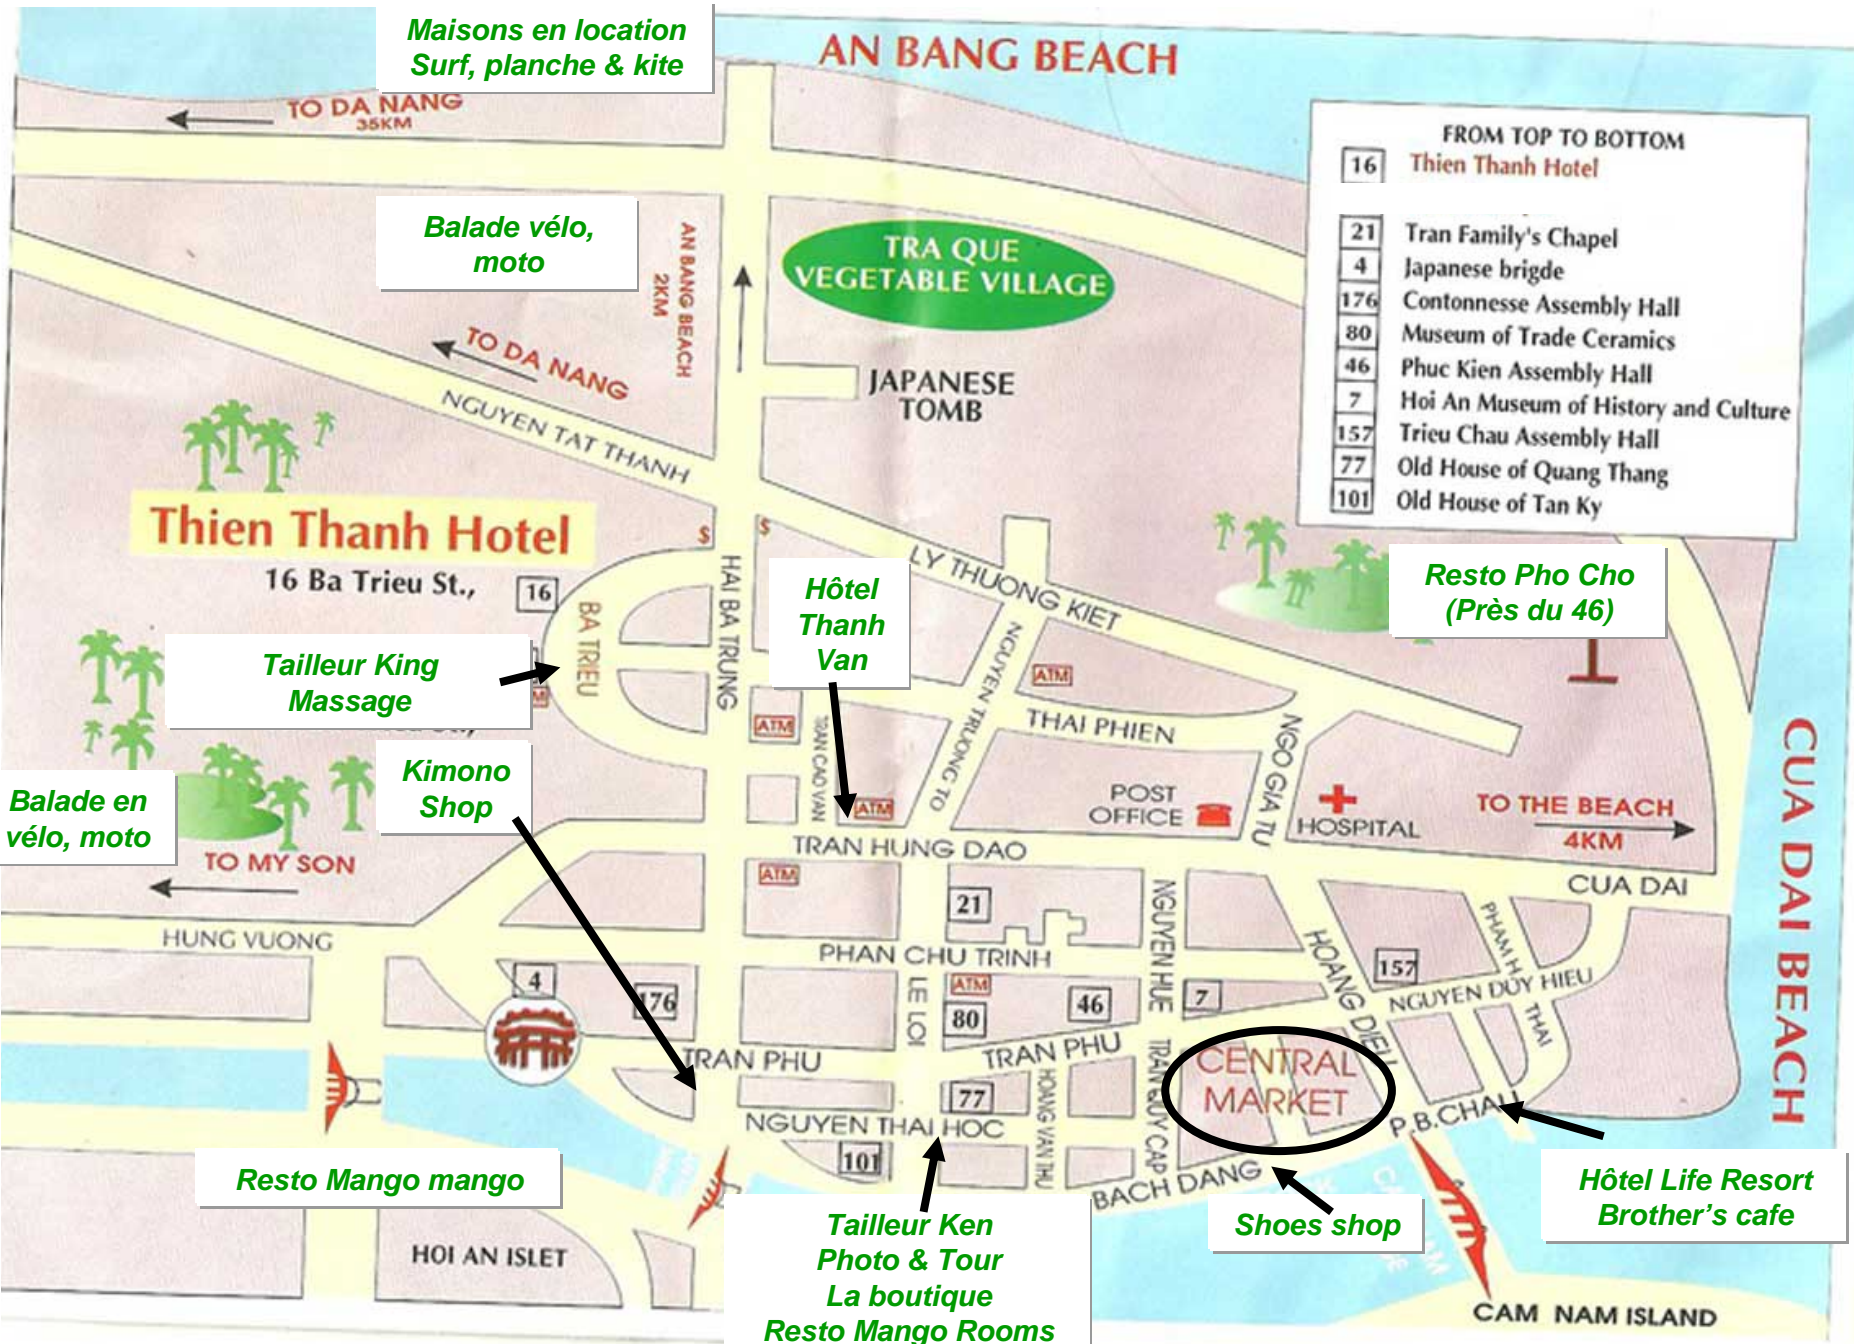 Maisons en location
Surf, planche & kite
AN BANG BEACH
TO DA NANG
35KM
FROM TOP TO BOTTOM
16 Thien Thanh Hotel
21 Tran Family's Chapel
4 Japanese brigde
176 Contonnesse Assembly Hall
80 Museum of Trade Ceramics
46 Phuc Kien Assembly Hall
7 Hoi An Museum of History and Culture
157 Trieu Chau Assembly Hall
77 Old House of Quang Thang
101 Old House of Tan Ky
Balade vélo,
moto
AN BANG BEACH
2KM
TRA QUE
VEGETABLE VILLAGE
TO DA NANG
NGUYEN TAT THANH
JAPANESE
TOMB
Thien Thanh Hotel
16 Ba Trieu St.,
16
$
$
HAI BA TRUNG
BA TRIEU
Hôtel
Thanh
Van
LY THUONG KIET
Resto Pho Cho
(Près du 46)
Tailleur King
Massage
NGUYEN TRUONG TO
ATM
ATM
THAI PHIEN
TRAN CAO VAN
NGO GIA TU
Kimono
Shop
Balade en
vélo, moto
ATM
POST
OFFICE
HOSPITAL
TO THE BEACH
4KM
CUA DAI BEACH
TO MY SON
TRAN HUNG DAO
ATM
CUA DAI
21
HUNG VUONG
PHAN CHU TRINH
NGUYEN HUE
HOANG DIEU
PHAM H
THAI
157
NGUYEN DUY HIEU
4
176
LE LOI
ATM
80
46
7
TRAN PHU
TRAN PHU
CENTRAL
MARKET
77
HOANG VAN THU
TRAN QUY CAP
NGUYEN THAI HOC
P.B.CHAU
101
BACH DANG
Resto Mango mango
Hôtel Life Resort
Brother's cafe
Shoes shop
Tailleur Ken
Photo & Tour
La boutique
Resto Mango Rooms
HOI AN ISLET
CAM NAM ISLAND